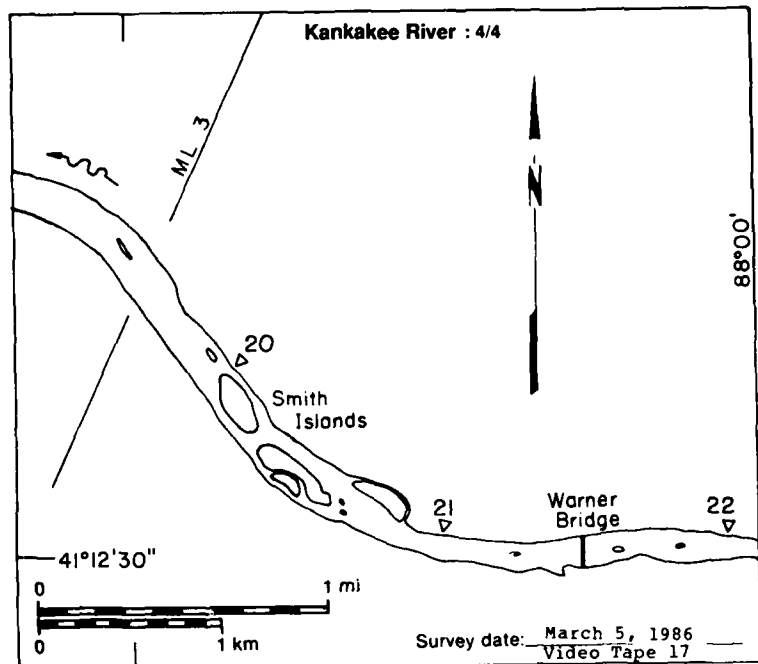 Kankakee River : 4/4
ML 3
N
88°00'
20
Smith
Islands
21
Warner
Bridge
22
41°12'30"
0 1 mi
0 1 km
Survey date: March 5, 1986
Video Tape 17